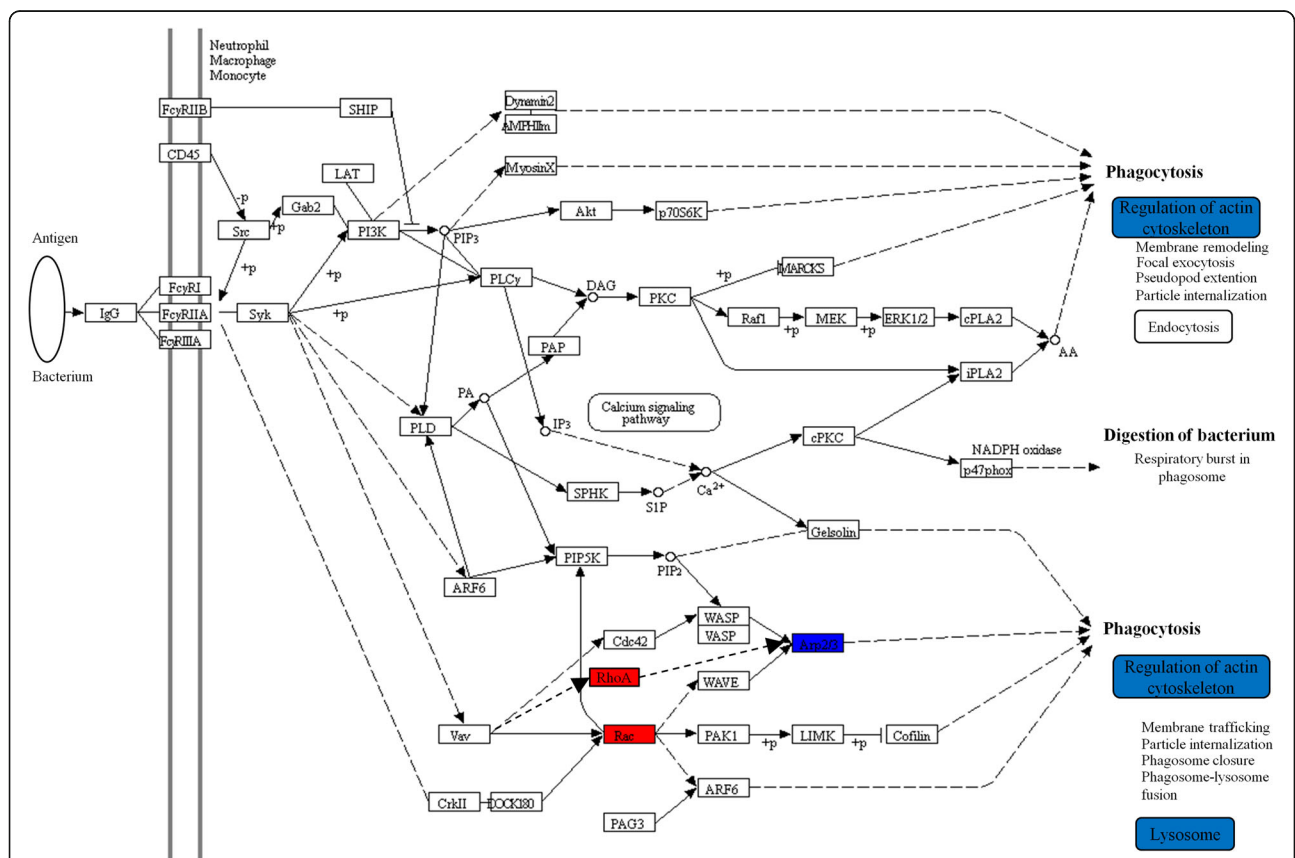 Neutrophil
Macrophage
Monocyte
FcγRIIB
SHIP
Dynamin2
AMPHIIm
CD45
LAT
MyosinX
Phagocytosis
-p
Gab2
Src
+p
PI3K
PIP3
Akt
p70S6K
Regulation of actin
cytoskeleton
Antigen
+p
+p
PLCγ
DAG
+p
MARCKS
Membrane remodeling
Focal exocytosis
Pseudopod extention
Particle internalization
FcγRI
IgG
FcγRIIA
Syk
+p
PKC
Raf1
+p
MEK
+p
ERK1/2
cPLA2
Endocytosis
FcγRIIIA
PAP
AA
Bacterium
iPLA2
PA
Calcium signaling
pathway
PLD
IP3
cPKC
Digestion of bacterium
NADPH oxidase
p47phox
Respiratory burst in
phagosome
SPHK
S1P
Ca2+
Gelsolin
PIP5K
PIP2
ARF6
WASP
VASP
Cdc42
Arp2/3
Phagocytosis
RhoA
WAVE
Regulation of actin
cytoskeleton
Vav
Rac
PAK1
+p
LIMK
+p
Cofilin
Membrane trafficking
Particle internalization
Phagosome closure
Phagosome-lysosome
fusion
CrkII
DOCK180
ARF6
PAG3
Lysosome